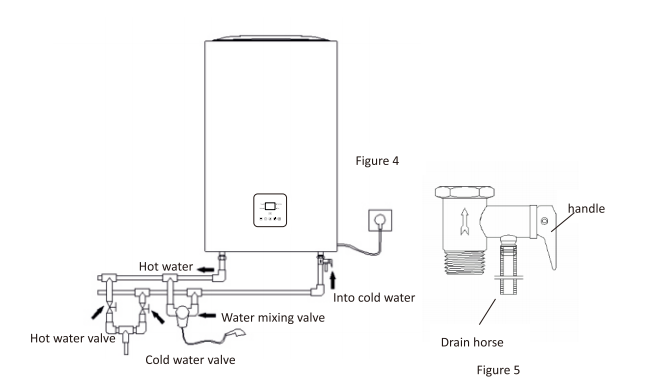 Figure 4
handle
Hot water
Into cold water
Water mixing valve
Hot water valve
Drain horse
Cold water valve
Figure 5